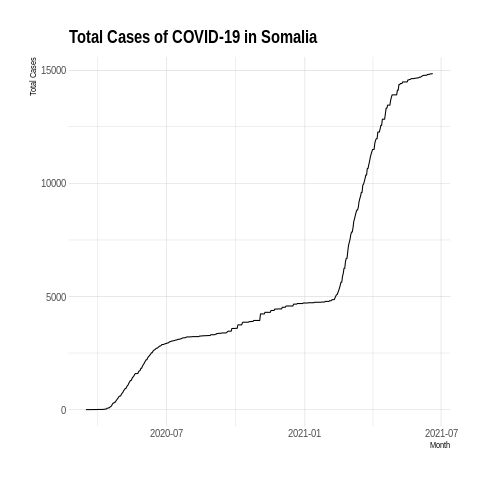 Total Cases of COVID-19 in Somalia
Total Cases
15000
10000
5000
0
2020-07
2021-01
2021-07
Month